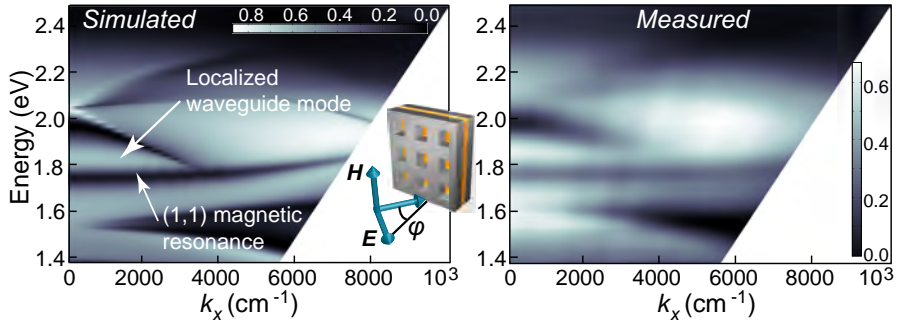 Simulated
0.8 0.6 0.4 0.2 0.0
2.4
2.2
2.0
1.8
1.6
1.4
Energy (eV)
Localized
waveguide mode
(1,1) magnetic
resonance
H
E
φ
0 2000 4000 6000 8000 10³
kₓ (cm⁻¹)
Measured
2.4
2.2
2.0
1.8
1.6
1.4
0.6
0.4
0.2
0.0
0 2000 4000 6000 8000 10³
kₓ (cm⁻¹)